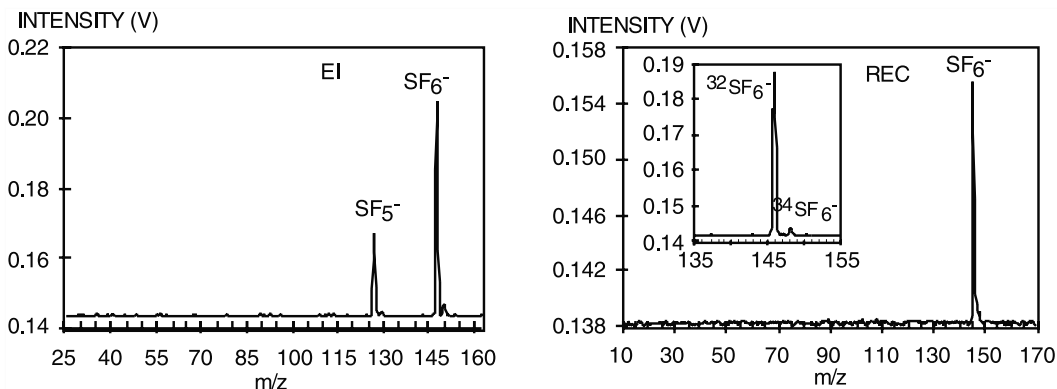 INTENSITY (V)
0.22
0.20
0.18
0.16
0.14
EI
SF5-
SF6-
25 40 55 70 85 100 115 130 145 160
m/z
INTENSITY (V)
0.158
0.154
0.150
0.146
0.142
0.138
REC
SF6-
0.19
0.18
0.17
0.16
0.15
0.14
32SF6-
34SF6-
135 145 155
10 30 50 70 90 110 130 150 170
m/z